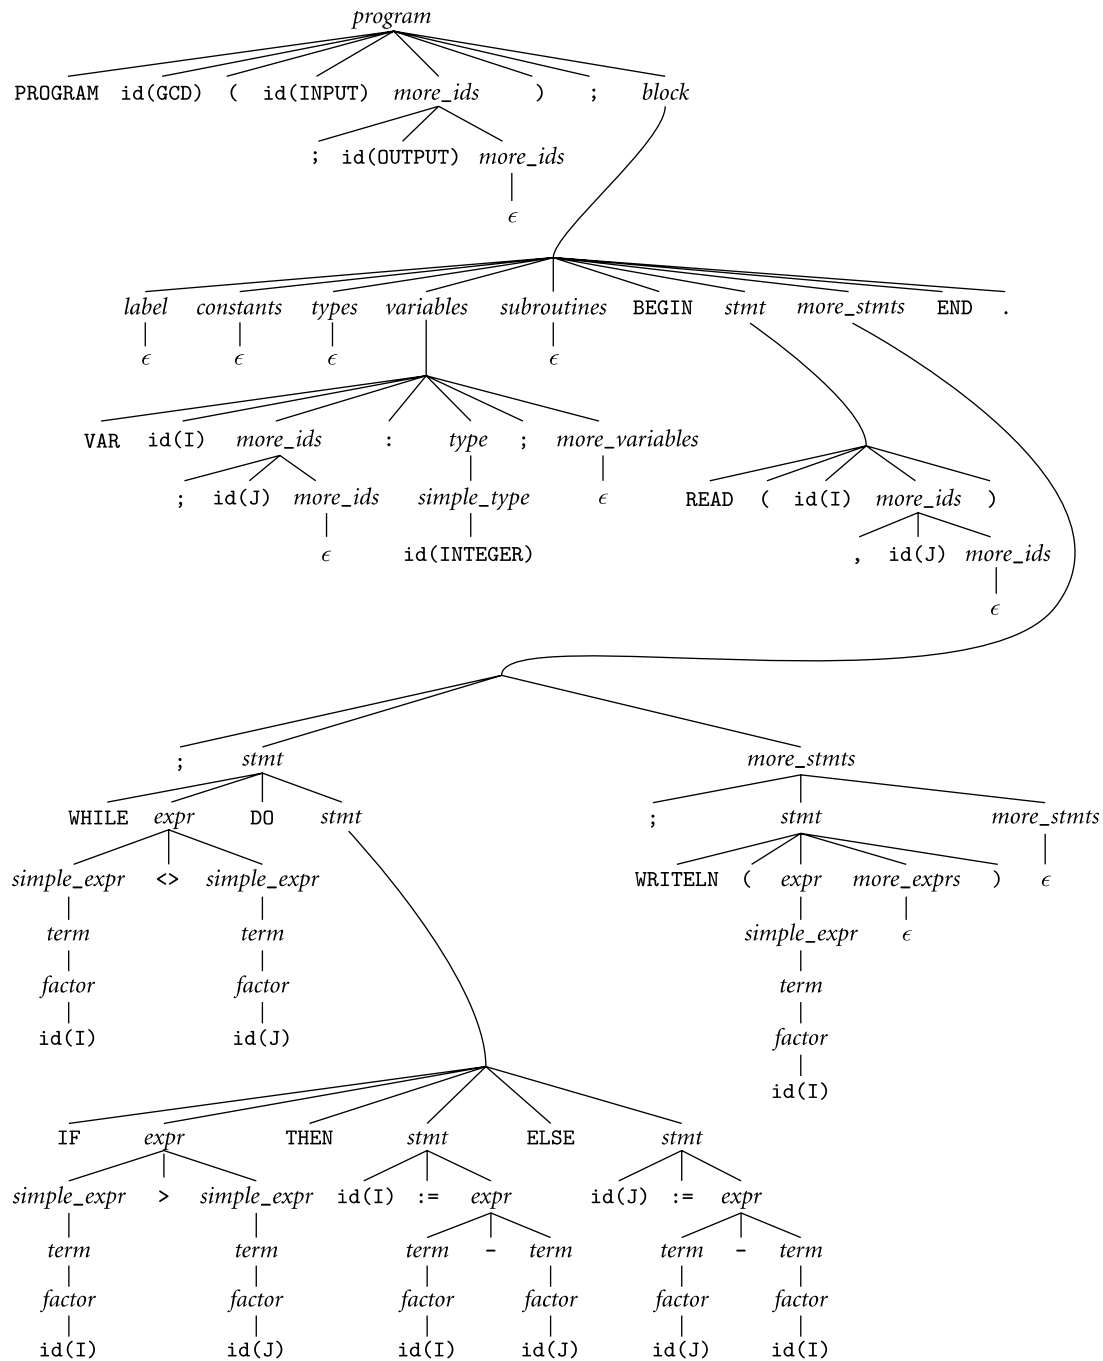 program
PROGRAM id(GCD) ( id(INPUT) more_ids ) ; block
; id(OUTPUT) more_ids
ϵ
label constants types variables subroutines BEGIN stmt more_stmts END .
ϵ ϵ ϵ ϵ
VAR id(I) more_ids : type ; more_variables
; id(J) more_ids simple_type ϵ READ ( id(I) more_ids )
ϵ id(INTEGER) , id(J) more_ids
ϵ
; stmt more_stmts
WHILE expr DO stmt ; stmt more_stmts
simple_expr <> simple_expr WRITELN ( expr more_exprs ) ϵ
term term simple_expr ϵ
factor factor term
id(I) id(J) factor
id(I)
IF expr THEN stmt ELSE stmt
simple_expr > simple_expr id(I) := expr id(J) := expr
term term term - term term - term
factor factor factor factor factor factor
id(I) id(J) id(I) id(J) id(J) id(I)